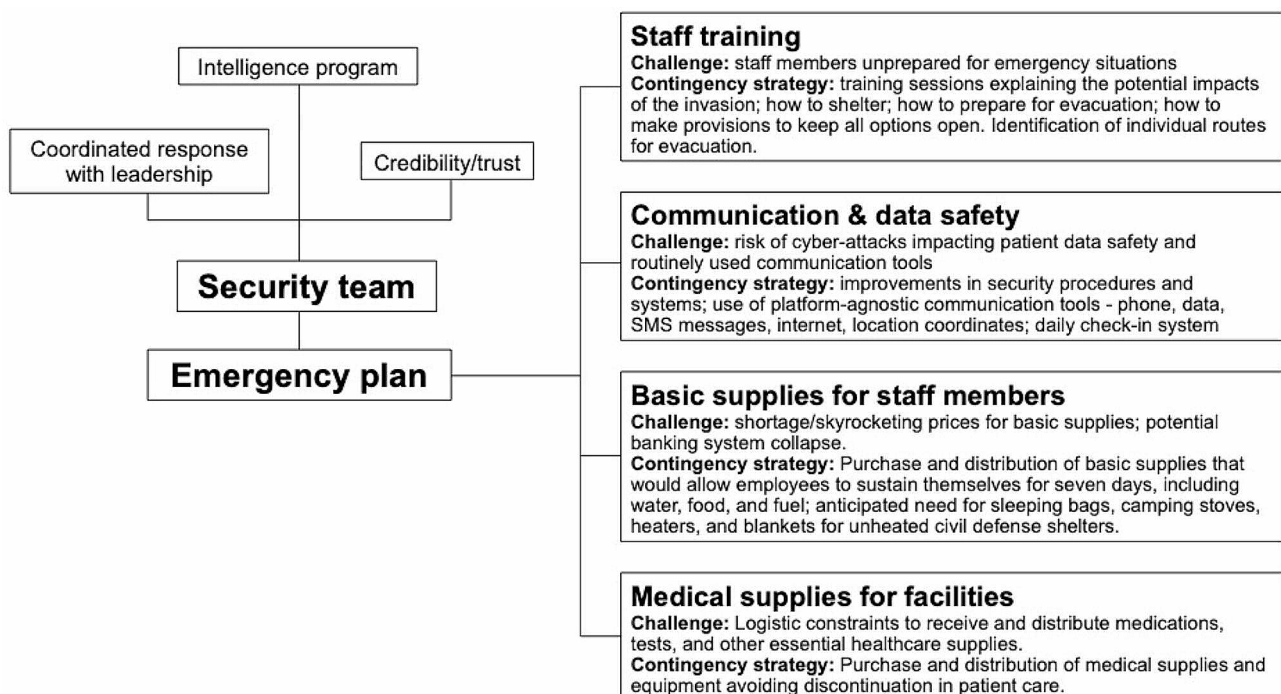 Intelligence program
Coordinated response
with leadership
Credibility/trust
Security team
Emergency plan
Staff training
Challenge: staff members unprepared for emergency situations
Contingency strategy: training sessions explaining the potential impacts
of the invasion; how to shelter; how to prepare for evacuation; how to
make provisions to keep all options open. Identification of individual routes
for evacuation.
Communication & data safety
Challenge: risk of cyber-attacks impacting patient data safety and
routinely used communication tools
Contingency strategy: improvements in security procedures and
systems; use of platform-agnostic communication tools - phone, data,
SMS messages, internet, location coordinates; daily check-in system
Basic supplies for staff members
Challenge: shortage/skyrocketing prices for basic supplies; potential
banking system collapse.
Contingency strategy: Purchase and distribution of basic supplies that
would allow employees to sustain themselves for seven days, including
water, food, and fuel; anticipated need for sleeping bags, camping stoves,
heaters, and blankets for unheated civil defense shelters.
Medical supplies for facilities
Challenge: Logistic constraints to receive and distribute medications,
tests, and other essential healthcare supplies.
Contingency strategy: Purchase and distribution of medical supplies and
equipment avoiding discontinuation in patient care.